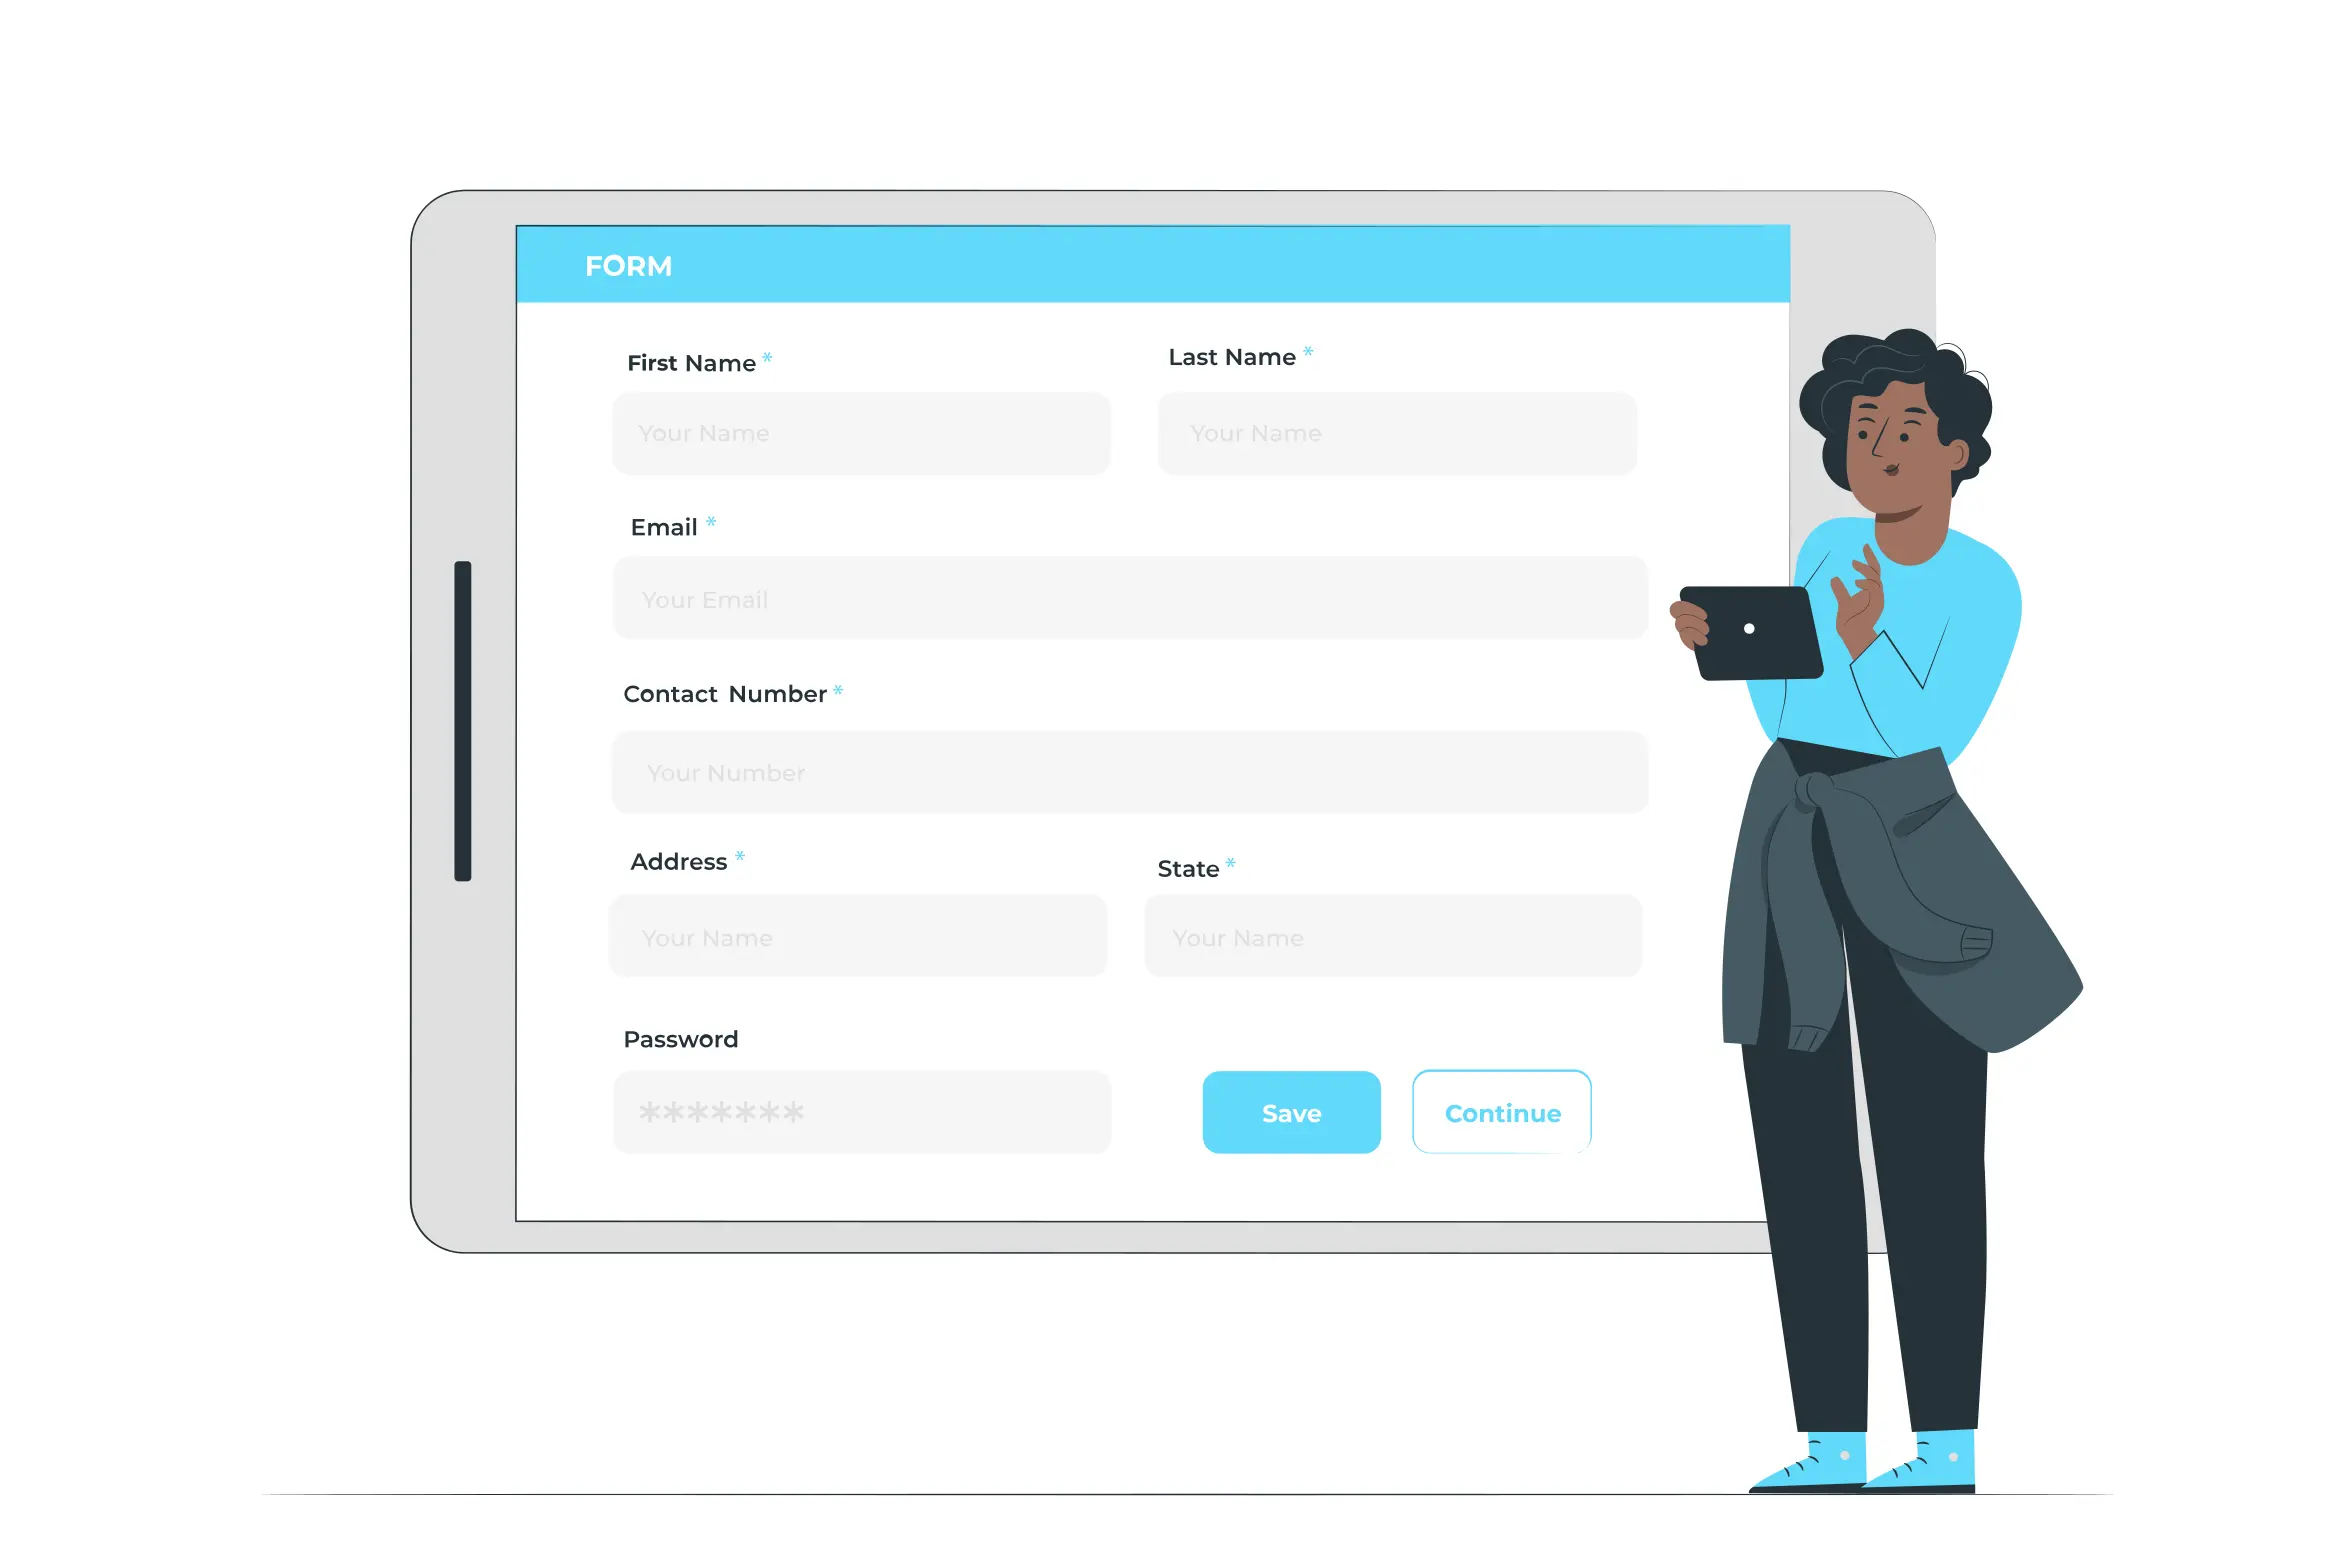 FORM
First Name * Last Name *
Your Name Your Name
Email *
Your Email
Contact Number *
Your Number
Address * State *
Your Name Your Name
Password
*******
Save Continue